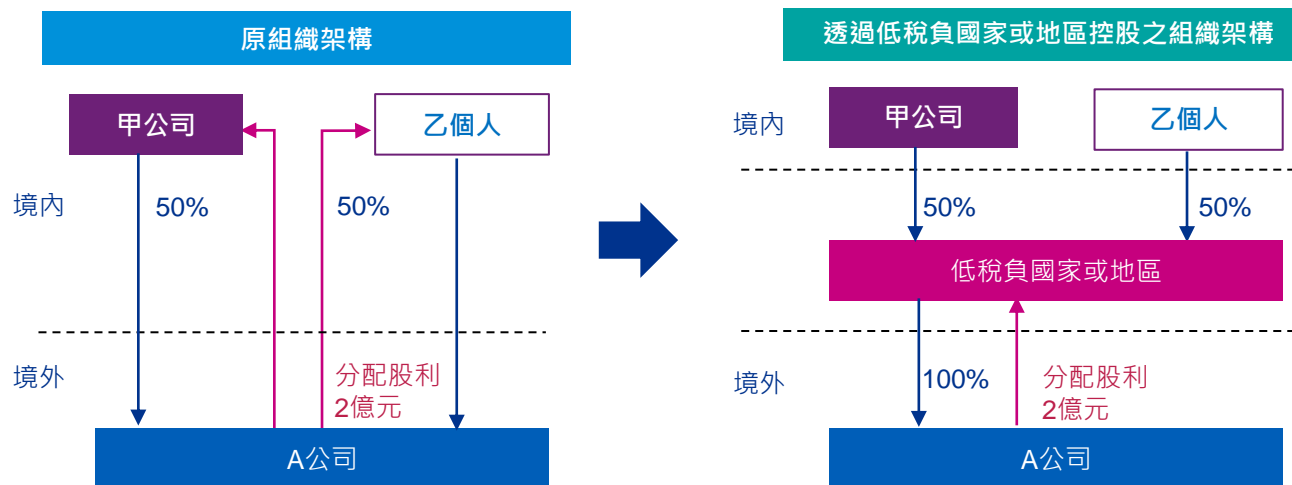 原組織架構
甲公司
乙個人
境內
50%
50%
境外
分配股利
2億元
A公司
透過低稅負國家或地區控股之組織架構
境內
甲公司
乙個人
50%
50%
低稅負國家或地區
境外
100%
分配股利
2億元
A公司